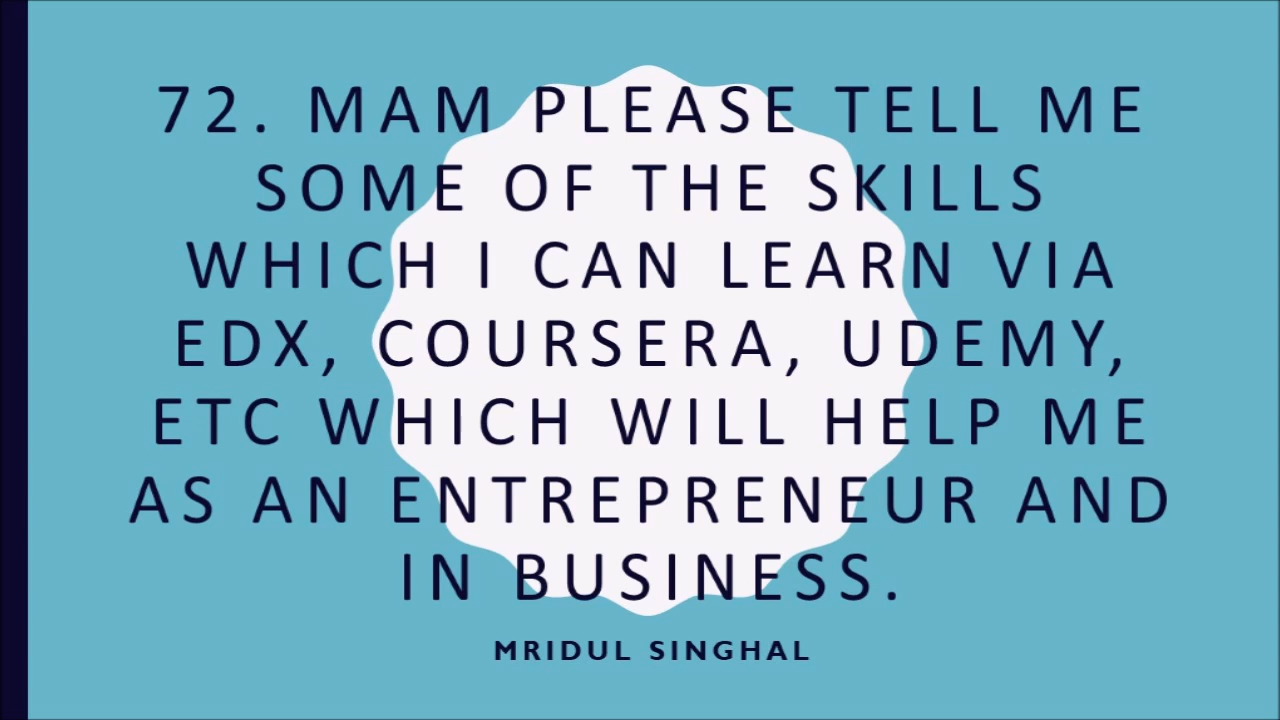 72. MAM PLEASE TELL ME
SOME OF THE SKILLS
WHICH I CAN LEARN VIA
EDX, COURSERA, UDEMY,
ETC WHICH WILL HELP ME
AS AN ENTREPRENEUR AND
IN BUSINESS.
MRIDUL SINGHAL